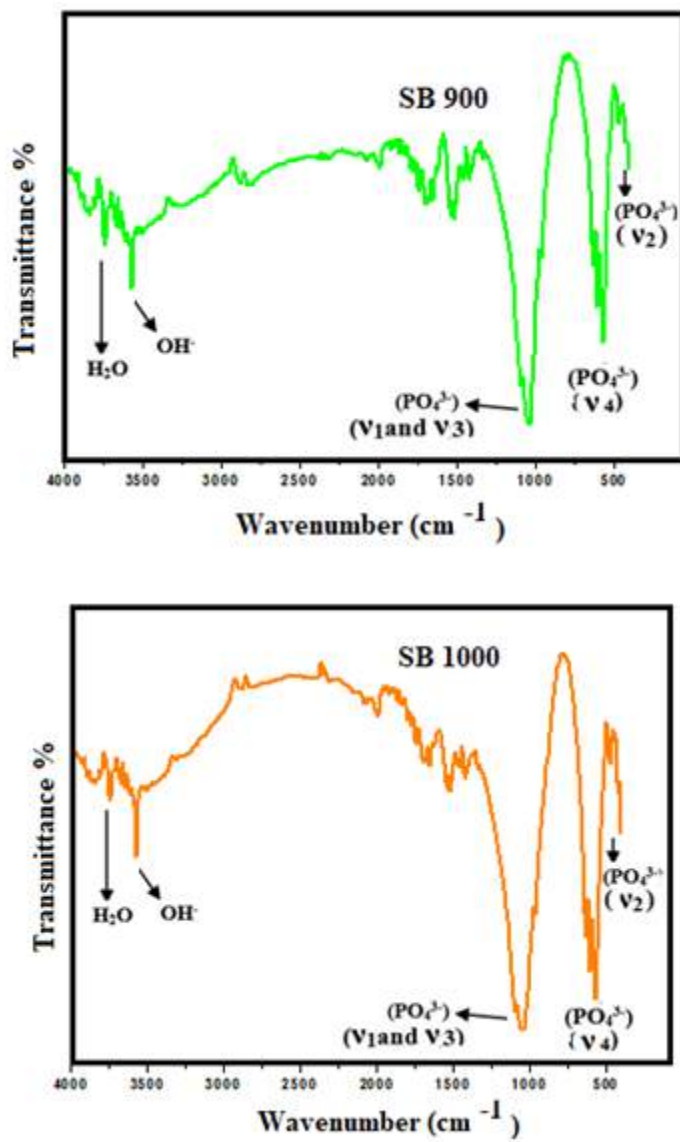 SB 900
Transmittance %
H₂O
OH-
(PO₄³⁻)
(ν₁and ν₃)
(PO₄³⁻)
(ν₄)
(PO₄³⁻)
(ν₂)
4000 3500 3000 2500 2000 1500 1000 500
Wavenumber (cm ⁻¹ )
SB 1000
Transmittance %
H₂O
OH-
(PO₄³⁻)
(ν₁and ν₃)
(PO₄³⁻)
(ν₄)
(PO₄³⁻
(ν₂)
4000 3500 3000 2500 2000 1500 1000 500
Wavenumber (cm ⁻¹ )